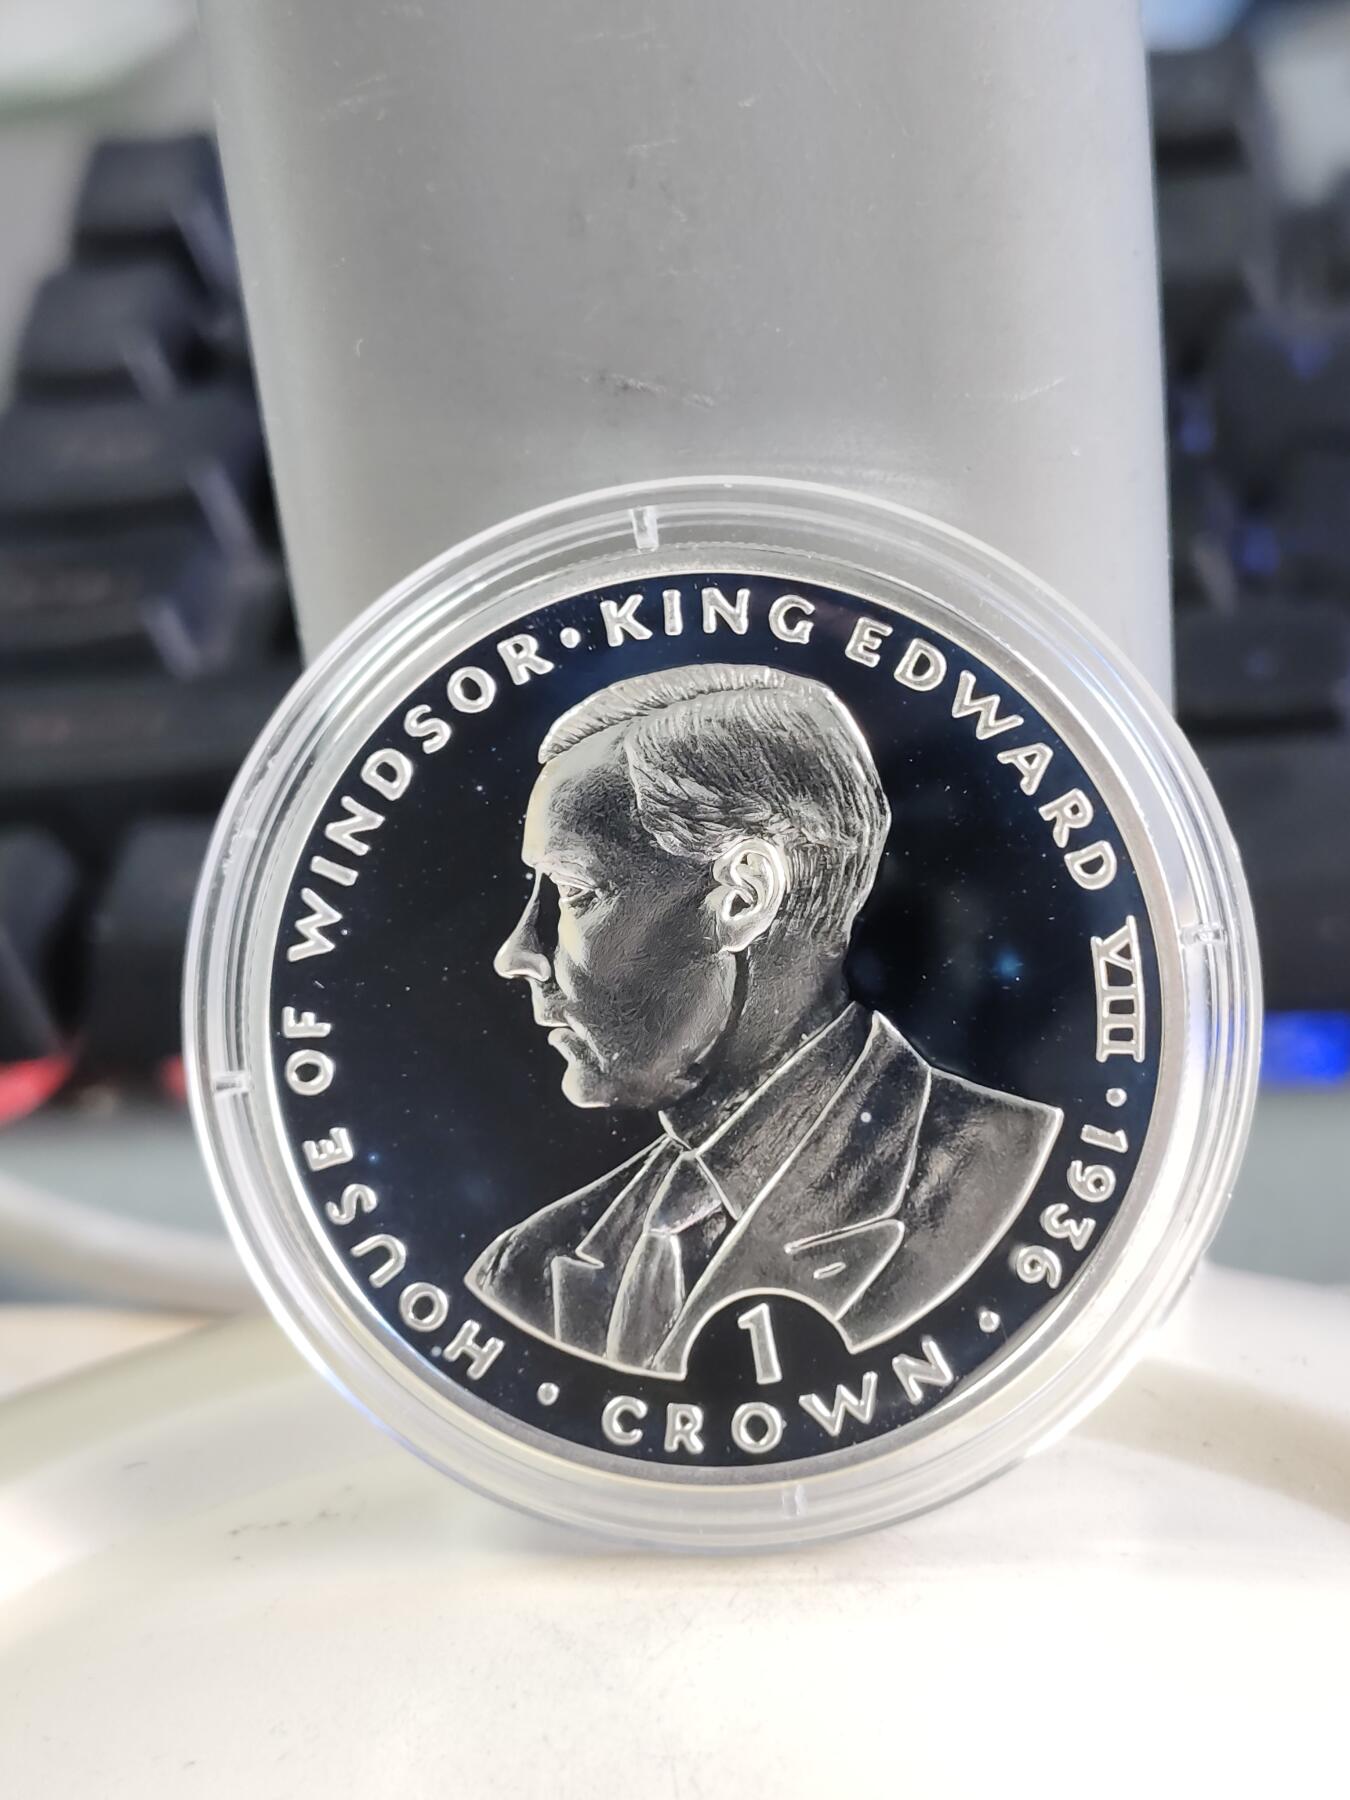 HOUSE OF WINDSOR · KING EDWARD VIII · 1936 ·
1
· CROWN